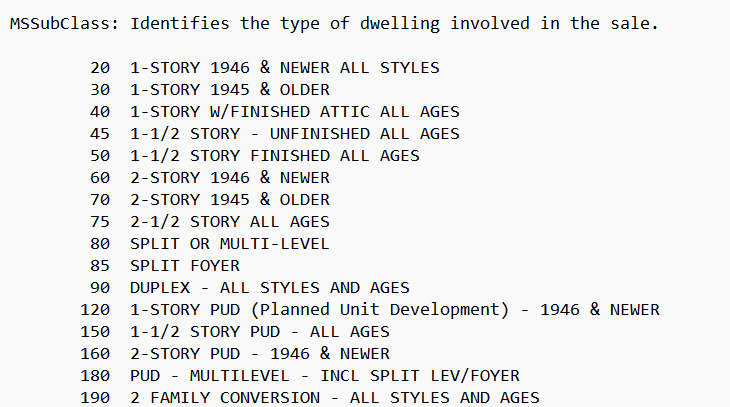 MSSubClass: Identifies the type of dwelling involved in the sale.
20 1-STORY 1946 & NEWER ALL STYLES
30 1-STORY 1945 & OLDER
40 1-STORY W/FINISHED ATTIC ALL AGES
45 1-1/2 STORY - UNFINISHED ALL AGES
50 1-1/2 STORY FINISHED ALL AGES
60 2-STORY 1946 & NEWER
70 2-STORY 1945 & OLDER
75 2-1/2 STORY ALL AGES
80 SPLIT OR MULTI-LEVEL
85 SPLIT FOYER
90 DUPLEX - ALL STYLES AND AGES
120 1-STORY PUD (Planned Unit Development) - 1946 & NEWER
150 1-1/2 STORY PUD - ALL AGES
160 2-STORY PUD - 1946 & NEWER
180 PUD - MULTILEVEL - INCL SPLIT LEV/FOYER
190 2 FAMILY CONVERSION - ALL STYLES AND AGES